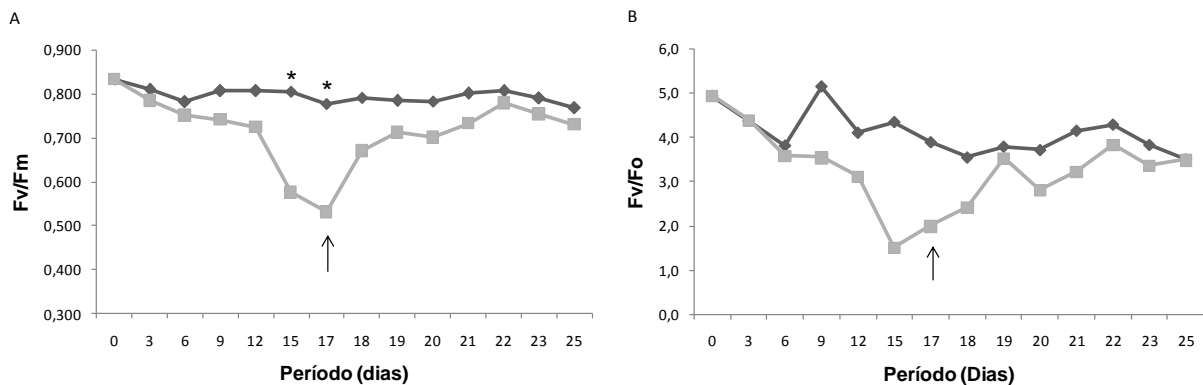 A
0,900
0,800
0,700
0,600
0,500
0,400
0,300
Fv/Fm
* *
0 3 6 9 12 15 17 18 19 20 21 22 23 25
Período (dias)
B
6,0
5,0
4,0
3,0
2,0
1,0
0,0
Fv/Fo
0 3 6 9 12 15 17 18 19 20 21 22 23 25
Período (Dias)